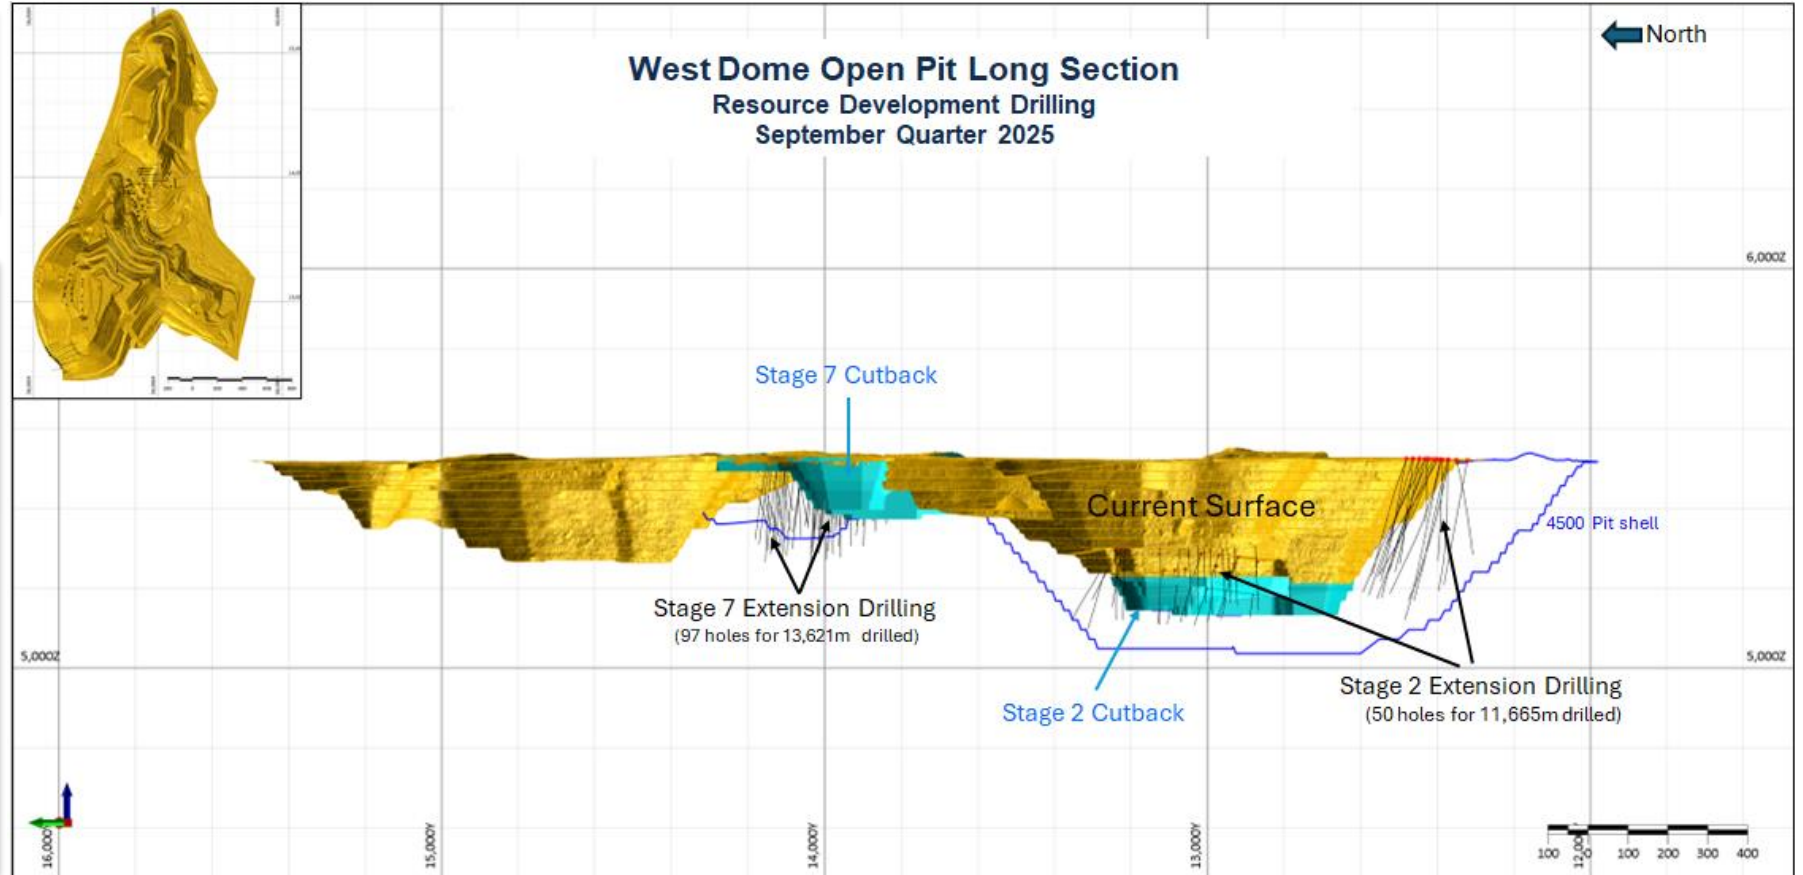 North
West Dome Open Pit Long Section
Resource Development Drilling
September Quarter 2025
6,000Z
Stage 7 Cutback
Current Surface
4500 Pit shell
Stage 7 Extension Drilling
(97 holes for 13,621m drilled)
5,000Z
5,000Z
Stage 2 Extension Drilling
(50 holes for 11,665m drilled)
Stage 2 Cutback
16,000Y
15,000Y
14,000Y
13,000Y
100 100 200 300 400